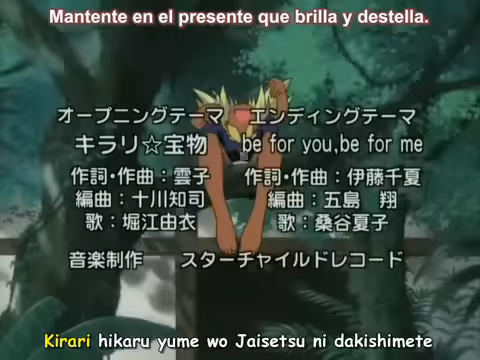 Mantente en el presente que brilla y destella.
オープニングテーマ エンディングテーマ
キラリ☆宝物 be for you,be for me
作詞・作曲：雲子 作詞・作曲：伊藤千夏
編曲：十川知司 編曲：五島 翔
歌：堀江由衣 歌：桑谷夏子
音楽制作 スターチャイルドレコード
Kirari hikaru yume wo Jaisetsu ni dakishimete